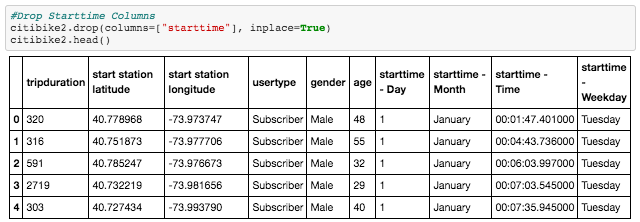 #Drop Starttime Columns
citibike2.drop(columns=["starttime"], inplace=True)
citibike2.head()
tripduration start station latitude start station longitude usertype gender age starttime - Day starttime - Month starttime - Time starttime - Weekday
0 320 40.778968 -73.973747 Subscriber Male 48 1 January 00:01:47.401000 Tuesday
1 316 40.751873 -73.977706 Subscriber Male 55 1 January 00:04:43.736000 Tuesday
2 591 40.785247 -73.976673 Subscriber Male 32 1 January 00:06:03.997000 Tuesday
3 2719 40.732219 -73.981656 Subscriber Male 29 1 January 00:07:03.545000 Tuesday
4 303 40.727434 -73.993790 Subscriber Male 40 1 January 00:07:35.945000 Tuesday